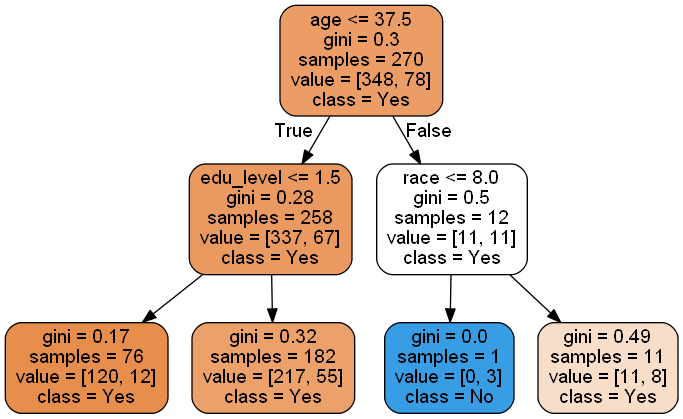 age <= 37.5
gini = 0.3
samples = 270
value = [348, 78]
class = Yes
True
False
edu_level <= 1.5
gini = 0.28
samples = 258
value = [337, 67]
class = Yes
race <= 8.0
gini = 0.5
samples = 12
value = [11, 11]
class = Yes
gini = 0.17
samples = 76
value = [120, 12]
class = Yes
gini = 0.32
samples = 182
value = [217, 55]
class = Yes
gini = 0.0
samples = 1
value = [0, 3]
class = No
gini = 0.49
samples = 11
value = [11, 8]
class = Yes